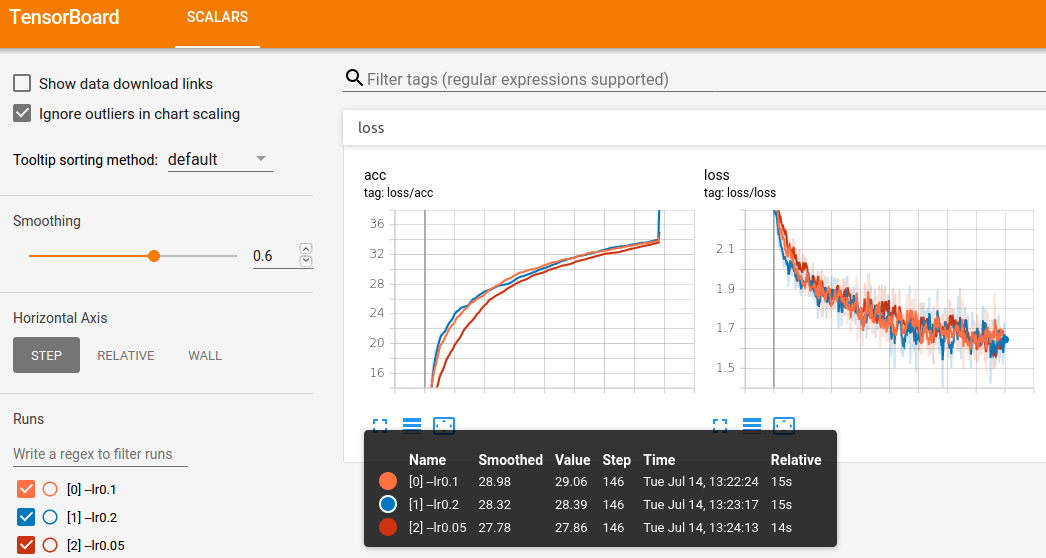 TensorBoard SCALARS
Show data download links
Ignore outliers in chart scaling
Tooltip sorting method: default
Smoothing
0.6
Horizontal Axis
STEP RELATIVE WALL
Runs
Write a regex to filter runs
[0] --lr0.1
[1] --lr0.2
[2] --lr0.05
Filter tags (regular expressions supported)
loss
acc
tag: loss/acc
36
32
28
24
20
16
loss
tag: loss/loss
2.1
1.9
1.7
1.5
Name Smoothed Value Step Time Relative
[0] --lr0.1 28.98 29.06 146 Tue Jul 14, 13:22:24 15s
[1] --lr0.2 28.32 28.39 146 Tue Jul 14, 13:23:17 15s
[2] --lr0.05 27.78 27.86 146 Tue Jul 14, 13:24:13 14s